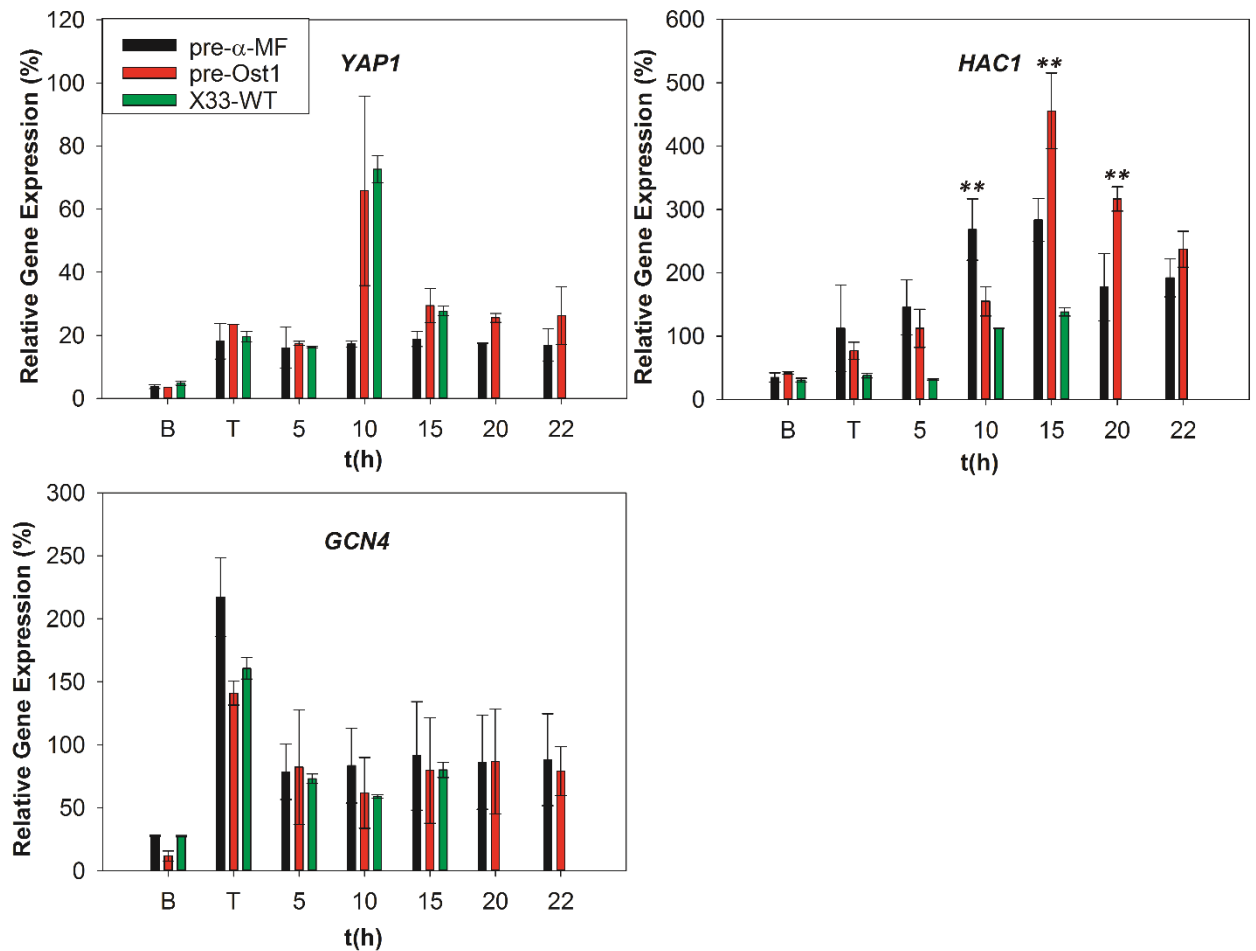 120
100
80
60
40
20
0
Relative Gene Expression (%)
pre-α-MF
pre-Ost1
X33-WT
YAP1
B T 5 10 15 20 22
t(h)
600
500
400
300
200
100
0
Relative Gene Expression (%)
HAC1
**
**
**
B T 5 10 15 20 22
t(h)
300
250
200
150
100
50
0
Relative Gene Expression (%)
GCN4
B T 5 10 15 20 22
t(h)